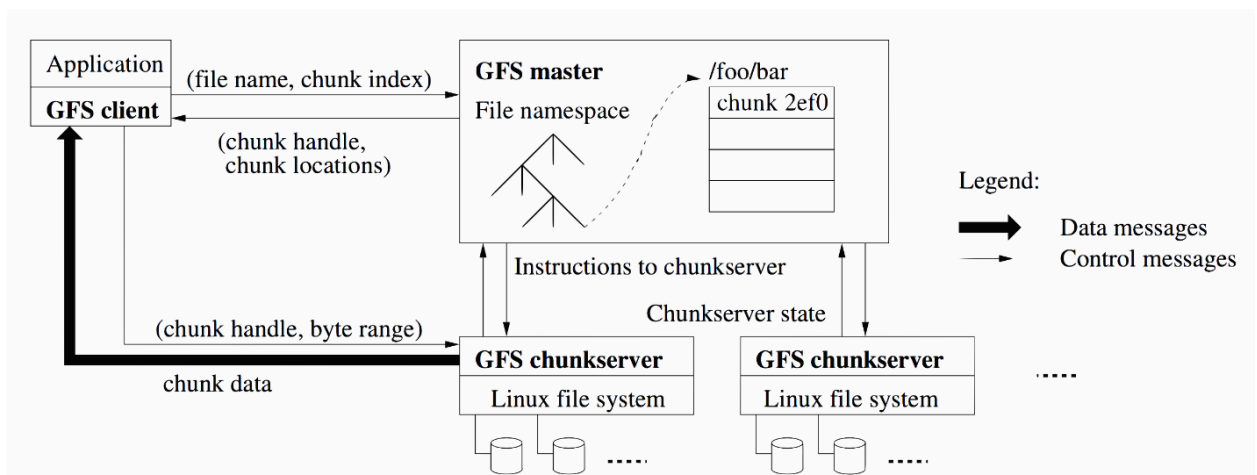 Application
GFS client
(file name, chunk index)
(chunk handle,
chunk locations)
GFS master
File namespace
/foo/bar
chunk 2ef0
Legend:
Data messages
Control messages
Instructions to chunkserver
Chunkserver state
(chunk handle, byte range)
chunk data
GFS chunkserver
Linux file system
GFS chunkserver
Linux file system